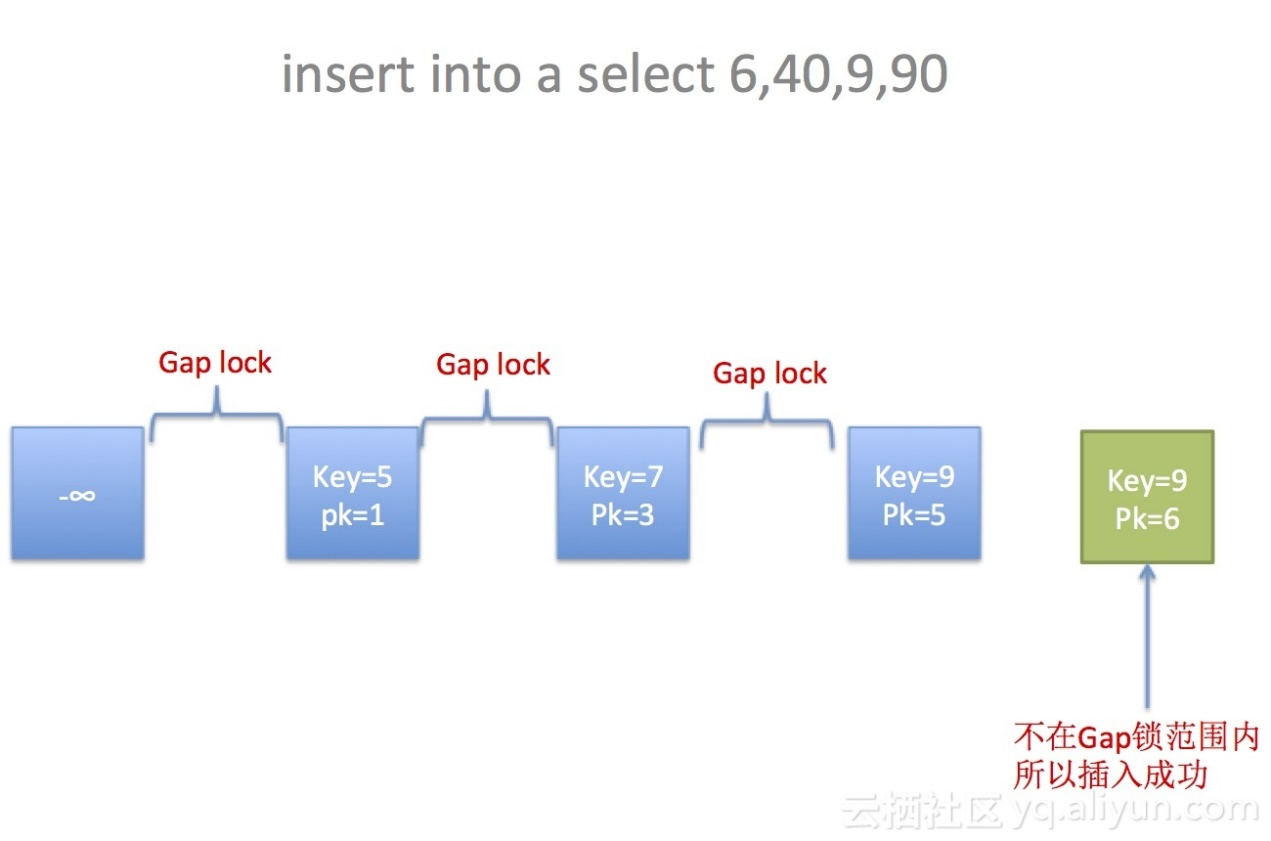 insert into a select 6,40,9,90
Gap lock
Gap lock
Gap lock
-∞
Key=5
pk=1
Key=7
Pk=3
Key=9
Pk=5
Key=9
Pk=6
不在Gap锁范围内
所以插入成功
云栖社区 yq.aliyun.com